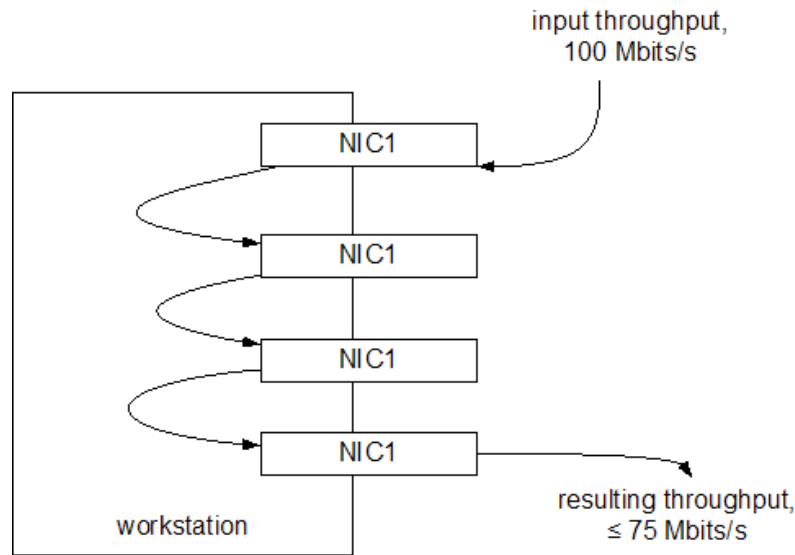 input throughput,
100 Mbits/s
NIC1
NIC1
NIC1
NIC1
workstation
resulting throughput,
≤ 75 Mbits/s